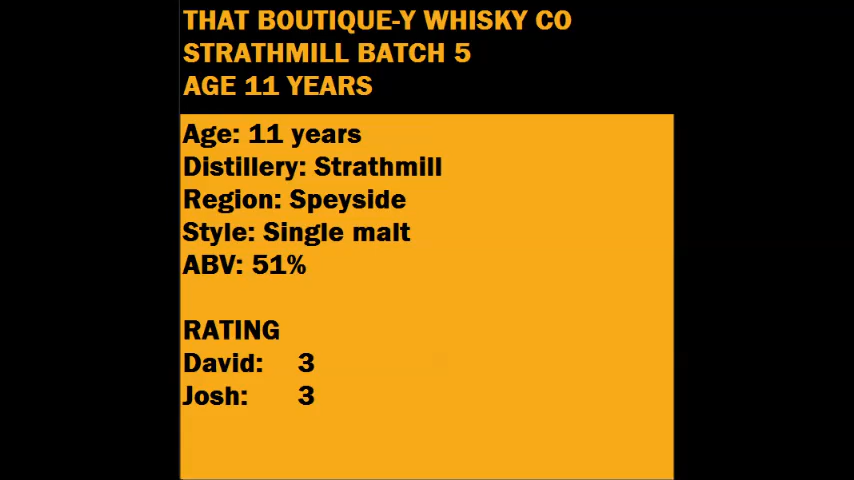 THAT BOUTIQUE-Y WHISKY CO
STRATHMILL BATCH 5
AGE 11 YEARS
Age: 11 years
Distillery: Strathmill
Region: Speyside
Style: Single malt
ABV: 51%
RATING
David: 3
Josh: 3